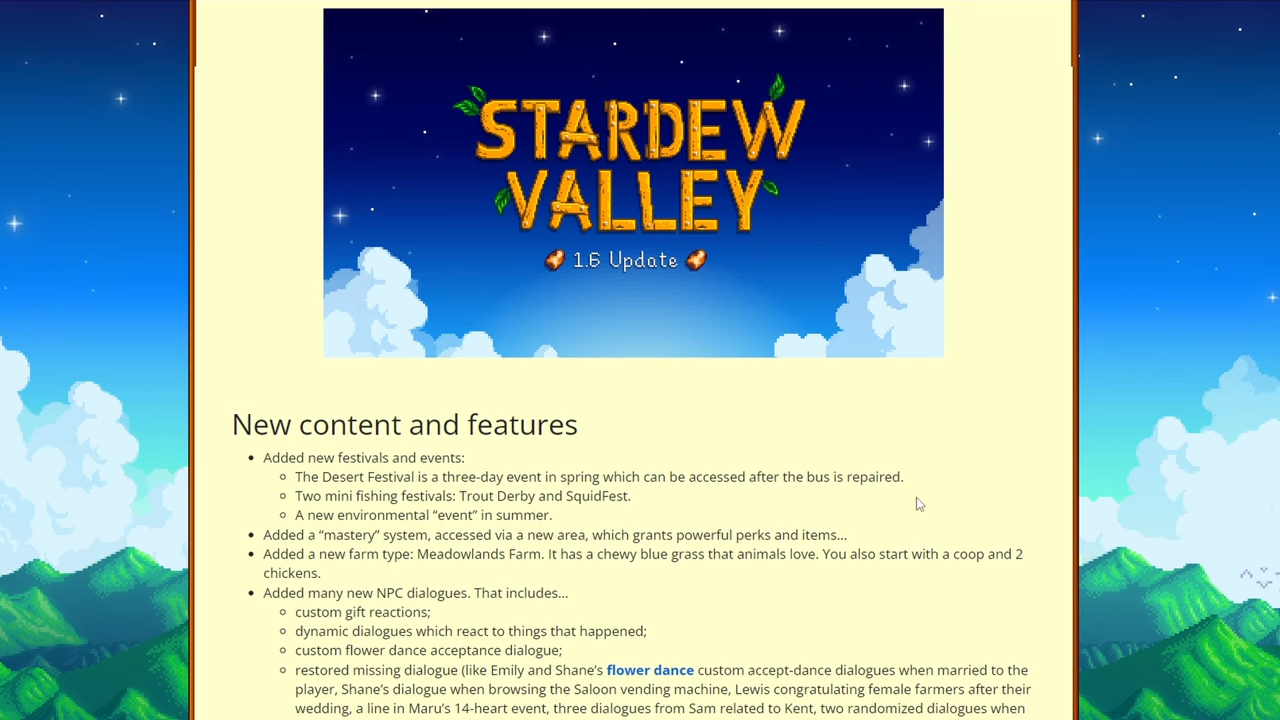 STARDEW
VALLEY
1.6 Update
New content and features
• Added new festivals and events:
◦ The Desert Festival is a three-day event in spring which can be accessed after the bus is repaired.
◦ Two mini fishing festivals: Trout Derby and SquidFest.
◦ A new environmental “event” in summer.
• Added a “mastery” system, accessed via a new area, which grants powerful perks and items…
• Added a new farm type: Meadowlands Farm. It has a chewy blue grass that animals love. You also start with a coop and 2
chickens.
• Added many new NPC dialogues. That includes…
◦ custom gift reactions;
◦ dynamic dialogues which react to things that happened;
◦ custom flower dance acceptance dialogue;
◦ restored missing dialogue (like Emily and Shane’s flower dance custom accept-dance dialogues when married to the
player, Shane’s dialogue when browsing the Saloon vending machine, Lewis congratulating female farmers after their
wedding, a line in Maru’s 14-heart event, three dialogues from Sam related to Kent, two randomized dialogues when